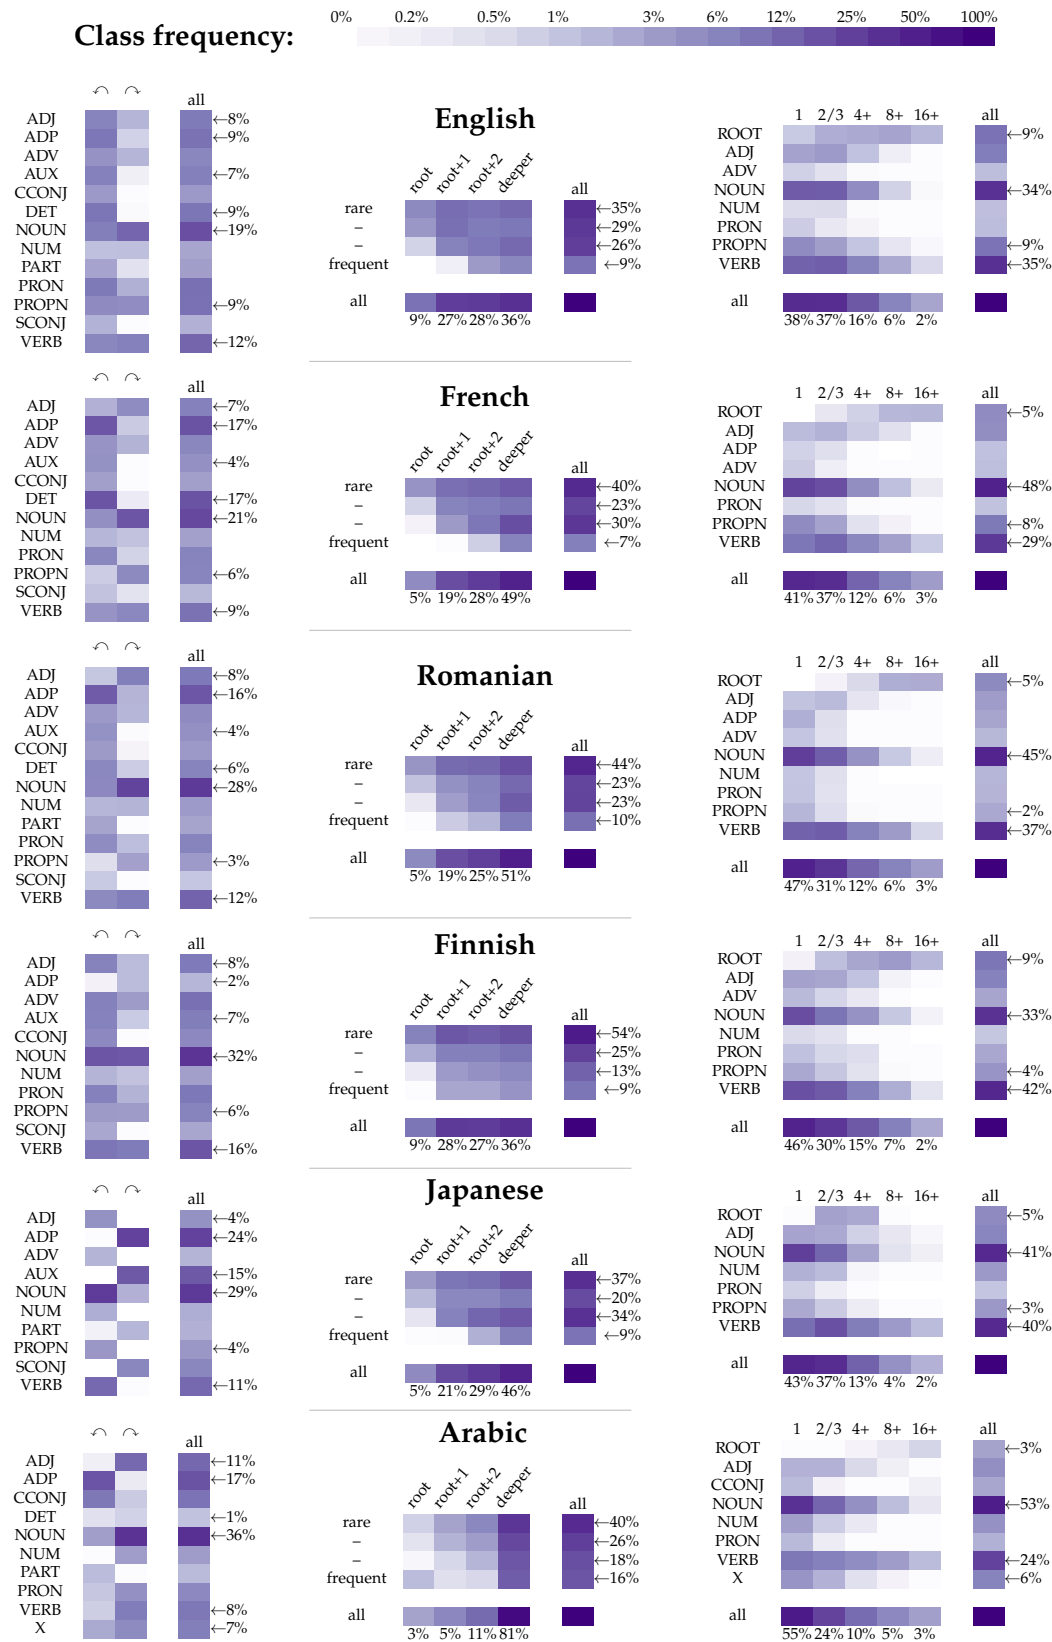 Class frequency: 0% 0.2% 0.5% 1% 3% 6% 12% 25% 50% 100%
English
↶ ↷ all
ADJ ←8%
ADP ←9%
ADV
AUX ←7%
CCONJ
DET ←9%
NOUN ←19%
NUM
PART
PRON
PROPN ←9%
SCONJ
VERB ←12%
root root+1 root+2 deeper all
rare ←35%
– ←29%
– ←26%
frequent ←9%
all
9% 27% 28% 36%
1 2/3 4+ 8+ 16+ all
ROOT ←9%
ADJ
ADV
NOUN ←34%
NUM
PRON
PROPN ←9%
VERB ←35%
all
38% 37% 16% 6% 2%
French
↶ ↷ all
ADJ ←7%
ADP ←17%
ADV
AUX ←4%
CCONJ
DET ←17%
NOUN ←21%
NUM
PRON
PROPN ←6%
SCONJ
VERB ←9%
root root+1 root+2 deeper all
rare ←40%
– ←23%
– ←30%
frequent ←7%
all
5% 19% 28% 49%
1 2/3 4+ 8+ 16+ all
ROOT ←5%
ADJ
ADP
ADV
NOUN ←48%
PRON
PROPN ←8%
VERB ←29%
all
41% 37% 12% 6% 3%
Romanian
↶ ↷ all
ADJ ←8%
ADP ←16%
ADV
AUX ←4%
CCONJ
DET ←6%
NOUN ←28%
NUM
PART
PRON
PROPN ←3%
SCONJ
VERB ←12%
root root+1 root+2 deeper all
rare ←44%
– ←23%
– ←23%
frequent ←10%
all
5% 19% 25% 51%
1 2/3 4+ 8+ 16+ all
ROOT ←5%
ADJ
ADP
ADV
NOUN ←45%
NUM
PRON
PROPN ←2%
VERB ←37%
all
47% 31% 12% 6% 3%
Finnish
↶ ↷ all
ADJ ←8%
ADP ←2%
ADV
AUX ←7%
CCONJ
NOUN ←32%
NUM
PRON
PROPN ←6%
SCONJ
VERB ←16%
root root+1 root+2 deeper all
rare ←54%
– ←25%
– ←13%
frequent ←9%
all
9% 28% 27% 36%
1 2/3 4+ 8+ 16+ all
ROOT ←9%
ADJ
ADV
NOUN ←33%
NUM
PRON
PROPN ←4%
VERB ←42%
all
46% 30% 15% 7% 2%
Japanese
↶ ↷ all
ADJ ←4%
ADP ←24%
ADV
AUX ←15%
NOUN ←29%
NUM
PART
PROPN ←4%
SCONJ
VERB ←11%
root root+1 root+2 deeper all
rare ←37%
– ←20%
– ←34%
frequent ←9%
all
5% 21% 29% 46%
1 2/3 4+ 8+ 16+ all
ROOT ←5%
ADJ
NOUN ←41%
NUM
PRON
PROPN ←3%
VERB ←40%
all
43% 37% 13% 4% 2%
Arabic
↶ ↷ all
ADJ ←11%
ADP ←17%
CCONJ
DET ←1%
NOUN ←36%
NUM
PART
PRON
VERB ←8%
X ←7%
root root+1 root+2 deeper all
rare ←40%
– ←26%
– ←18%
frequent ←16%
all
3% 5% 11% 81%
1 2/3 4+ 8+ 16+ all
ROOT ←3%
ADJ
CCONJ
NOUN ←53%
NUM
PRON
VERB ←24%
X ←6%
all
55% 24% 10% 5% 3%